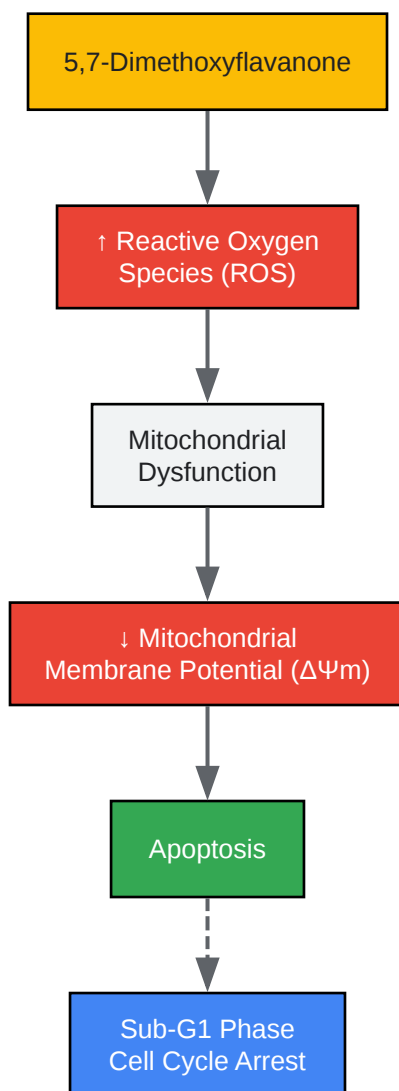 5,7-Dimethoxyflavanone
↑ Reactive Oxygen
Species (ROS)
Mitochondrial
Dysfunction
↓ Mitochondrial
Membrane Potential (ΔΨm)
Apoptosis
Sub-G1 Phase
Cell Cycle Arrest